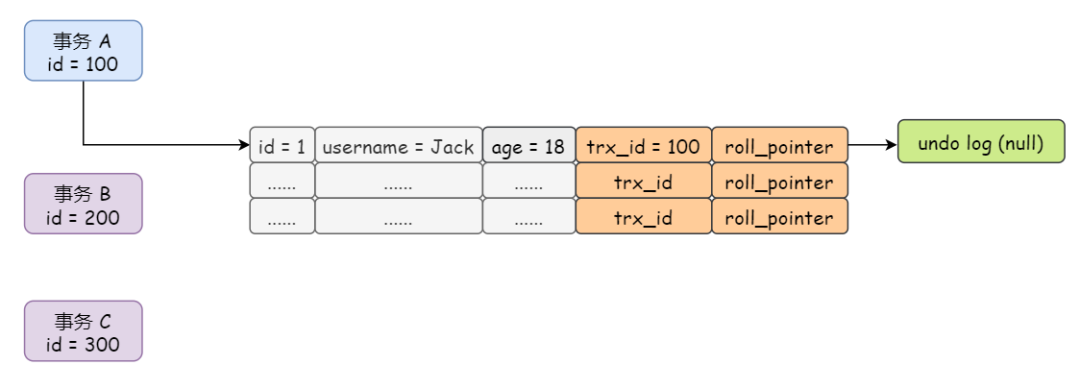 事务 A
id = 100
id = 1 username = Jack age = 18 trx_id = 100 roll_pointer undo log (null)
...... ...... ...... trx_id roll_pointer
...... ...... ...... trx_id roll_pointer
事务 B
id = 200
事务 C
id = 300